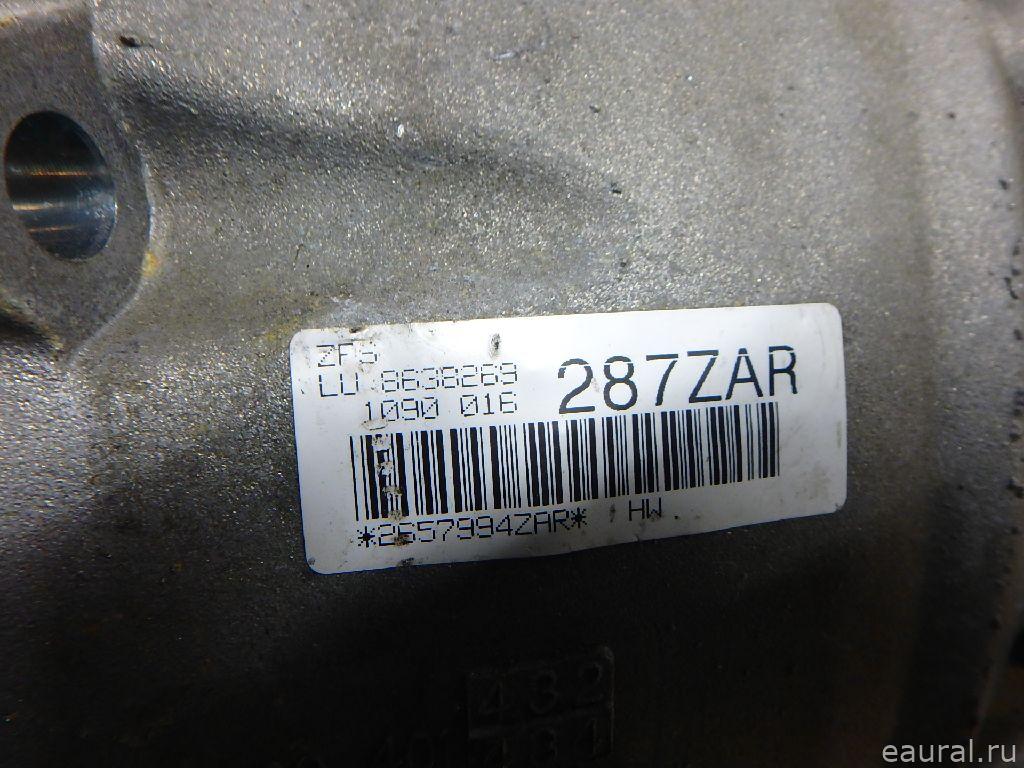 ZFS
LU 8638269
1090 016
287ZAR
*2657994ZAR*
HW
432
eaural.ru